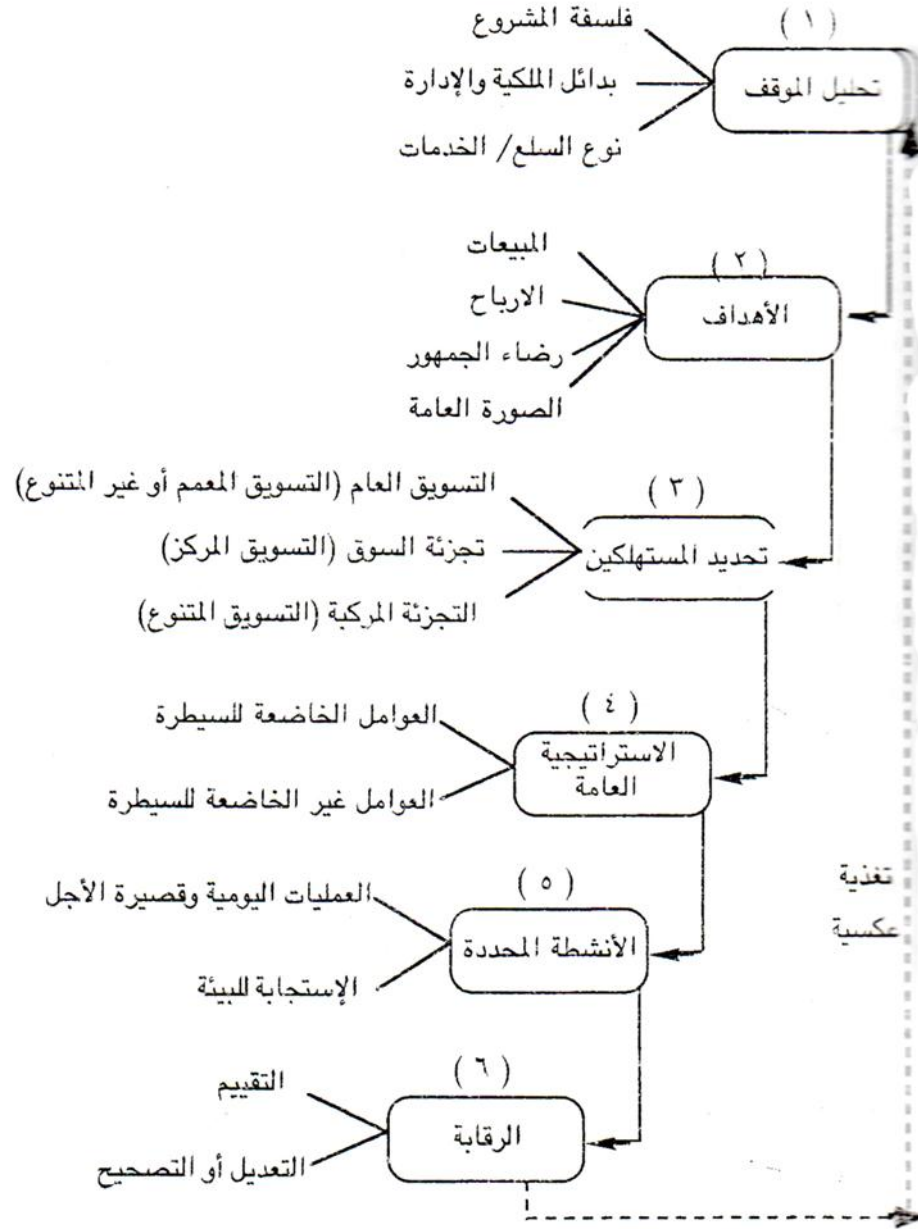 ( ١ )
تحليل الموقف
فلسفة المشروع
بدائل الملكية والإدارة
نوع السلع/ الخدمات
( ٢ )
الأهداف
المبيعات
الارباح
رضاء الجمهور
الصورة العامة
( ٣ )
تحديد المستهلكين
التسويق العام (التسويق المعمم أو غير المتنوع)
تجزئة السوق (التسويق المركز)
التجزئة المركبة (التسويق المتنوع)
( ٤ )
الاستراتيجية
العامة
العوامل الخاضعة للسيطرة
العوامل غير الخاضعة للسيطرة
( ٥ )
الأنشطة المحددة
العمليات اليومية وقصيرة الأجل
الإستجابة للبيئة
تغذية
عكسية
( ٦ )
الرقابة
التقييم
التعديل أو التصحيح